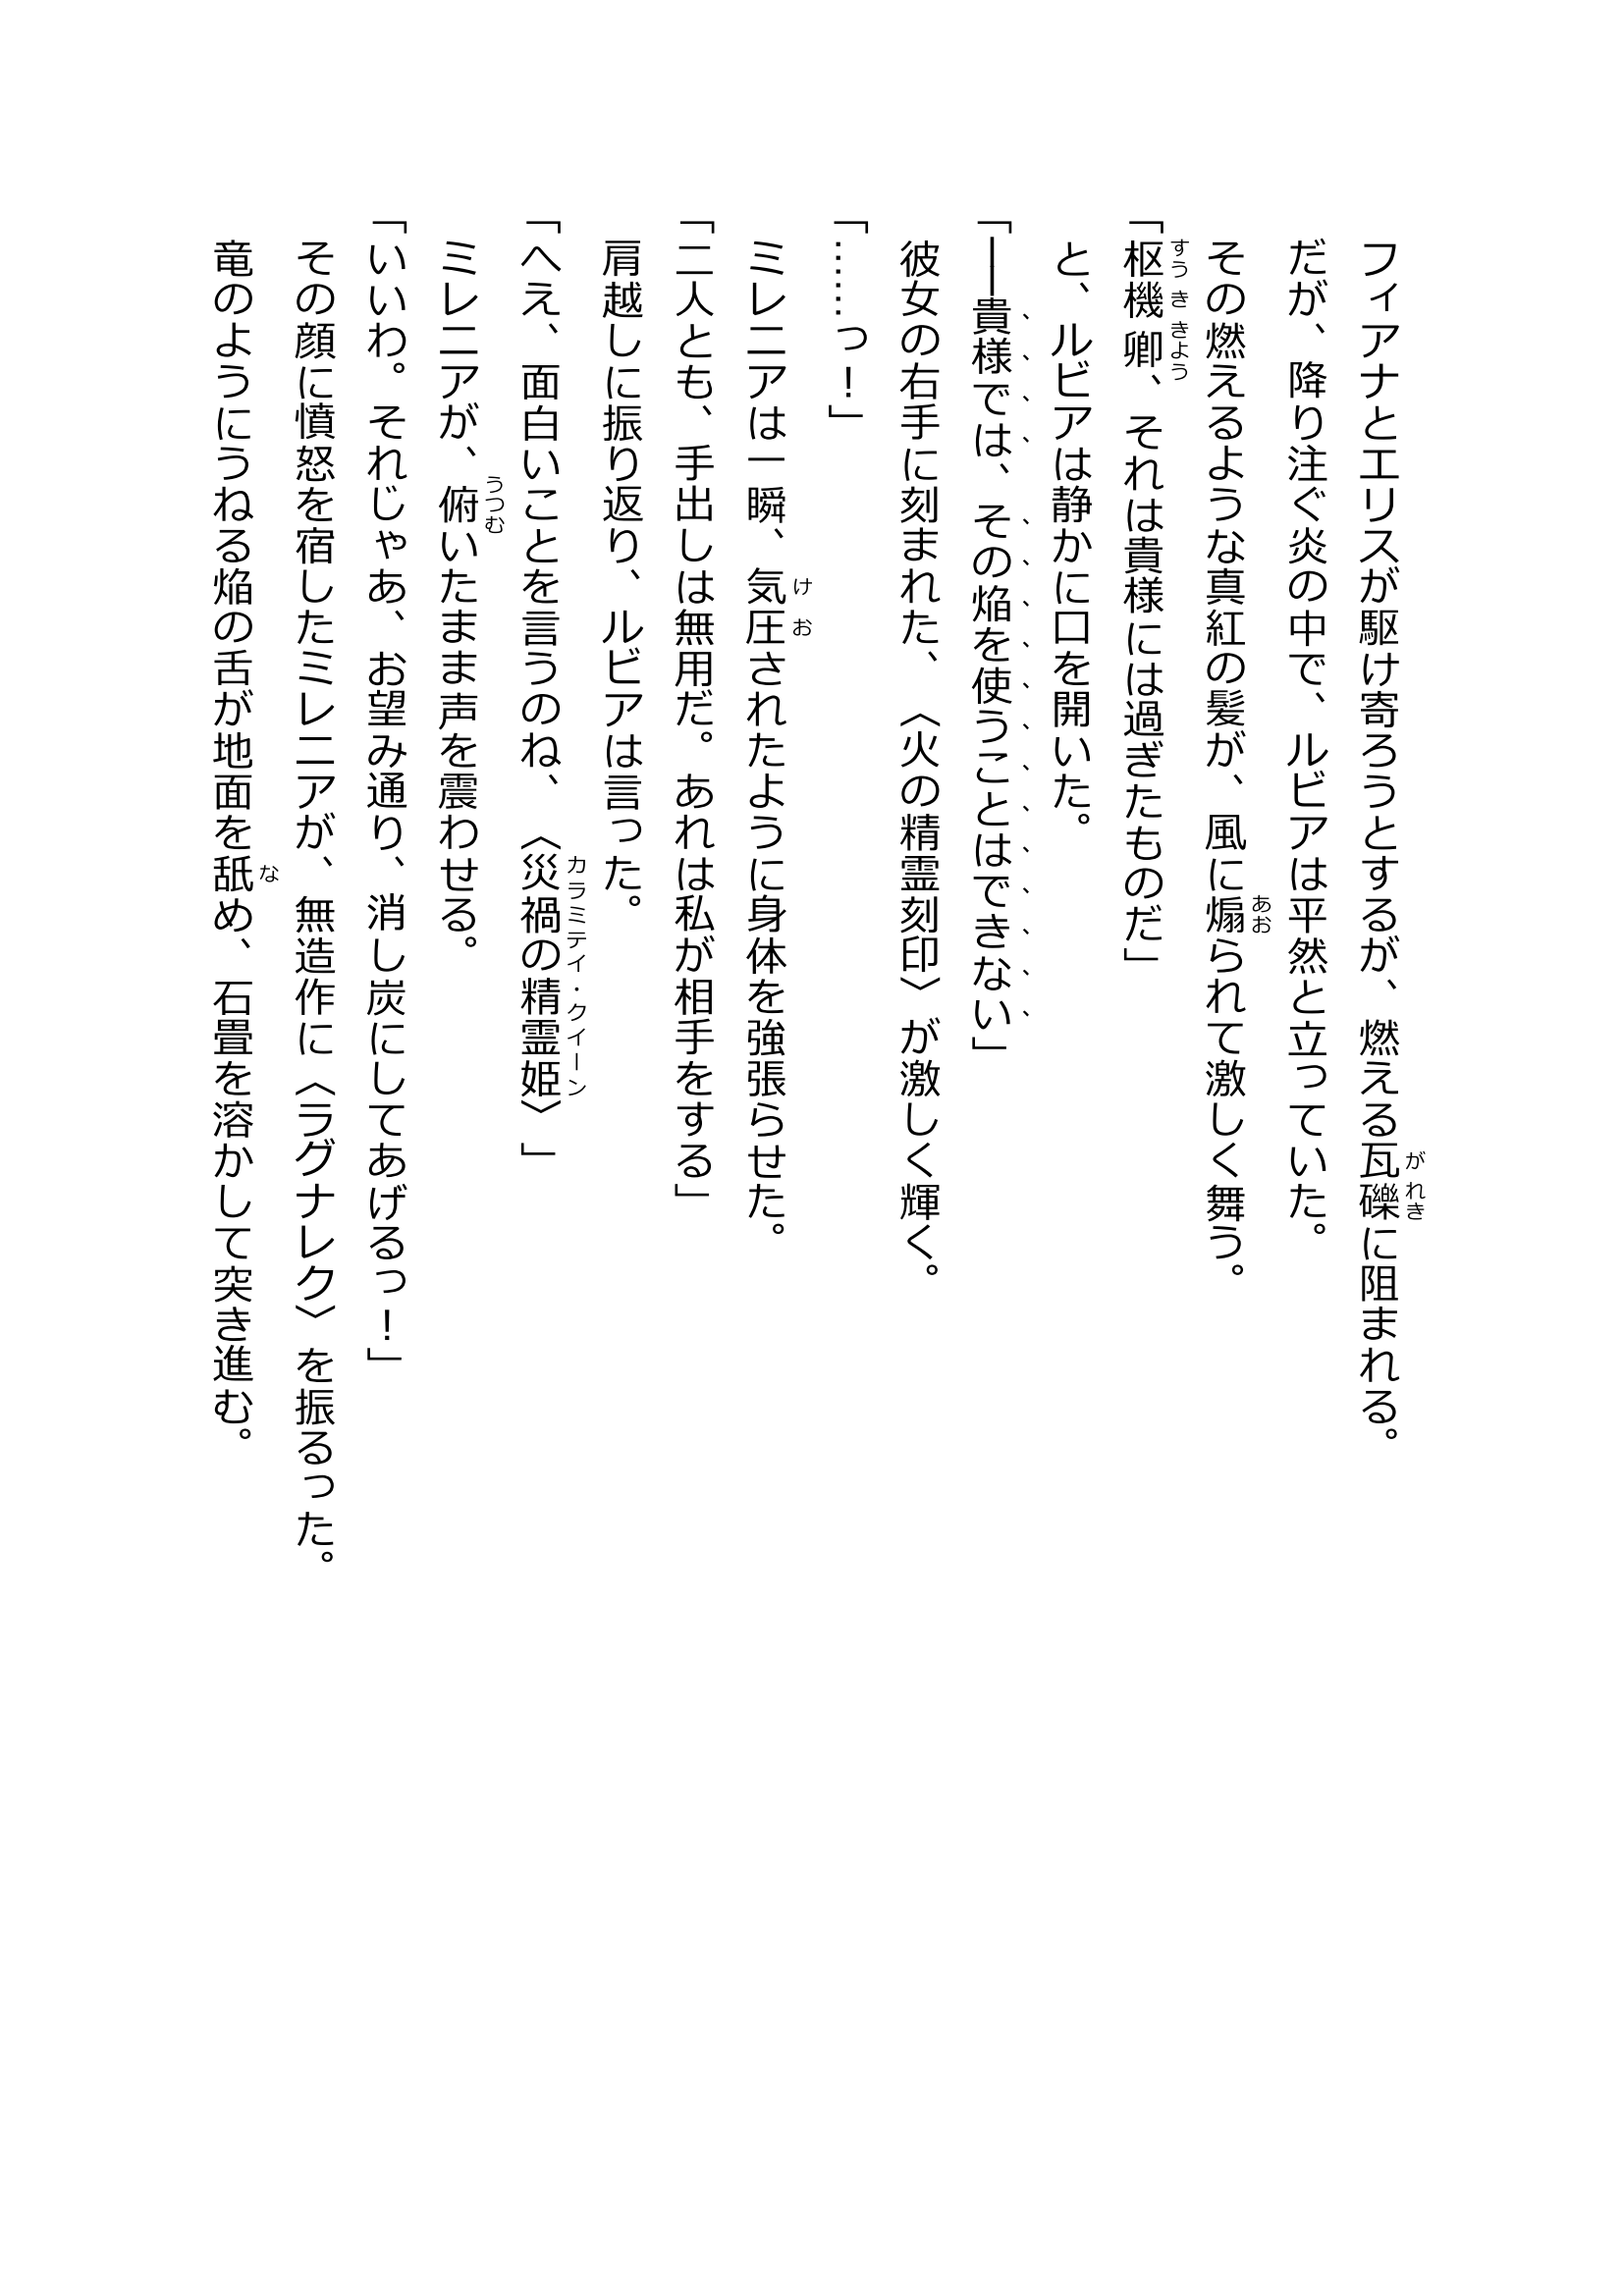 フィアナとエリスが駆け寄ろうとするが、燃える瓦礫に阻まれる。
だが、降り注ぐ炎の中で、ルビアは平然と立っていた。
その燃えるような真紅の髪が、風に煽られて激しく舞う。
「枢機卿、それは貴様には過ぎたものだ」
と、ルビアは静かに口を開いた。
「――貴様では、その焔を使うことはできない」
彼女の右手に刻まれた、〈火の精霊刻印〉が激しく輝く。
「……っ！」
ミレニアは一瞬、気圧されたように身体を強張らせた。
「二人とも、手出しは無用だ。あれは私が相手をする」
肩越しに振り返り、ルビアは言った。
「へえ、面白いことを言うのね、〈災禍の精霊姫〉」
ミレニアが、俯いたまま声を震わせる。
「いいわ。それじゃあ、お望み通り、消し炭にしてあげるっ！」
その顔に憤怒を宿したミレニアが、無造作に〈ラグナレク〉を振るった。
竜のようにうねる焔の舌が地面を舐め、石畳を溶かして突き進む。